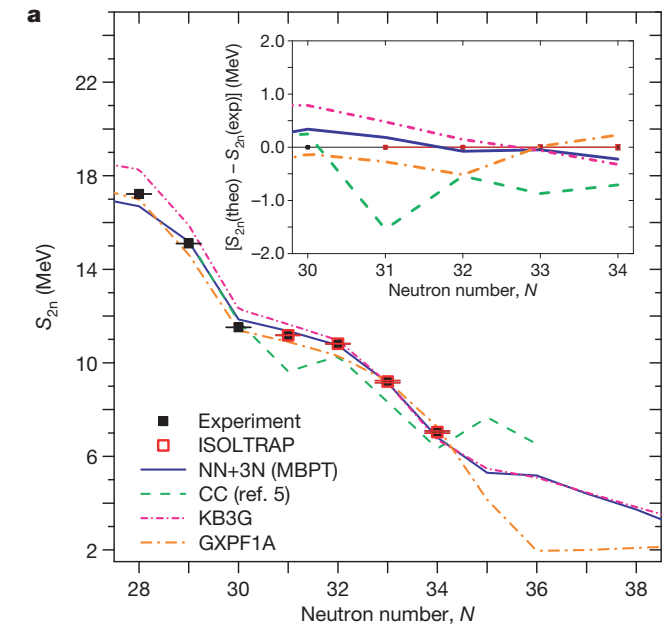 a
22
18
14
10
6
2
S2n (MeV)
2.0
1.0
0.0
–1.0
–2.0
[S2n(theo) – S2n(exp)] (MeV)
30 31 32 33 34
Neutron number, N
Experiment
ISOLTRAP
NN+3N (MBPT)
CC (ref. 5)
KB3G
GXPF1A
28 30 32 34 36 38
Neutron number, N